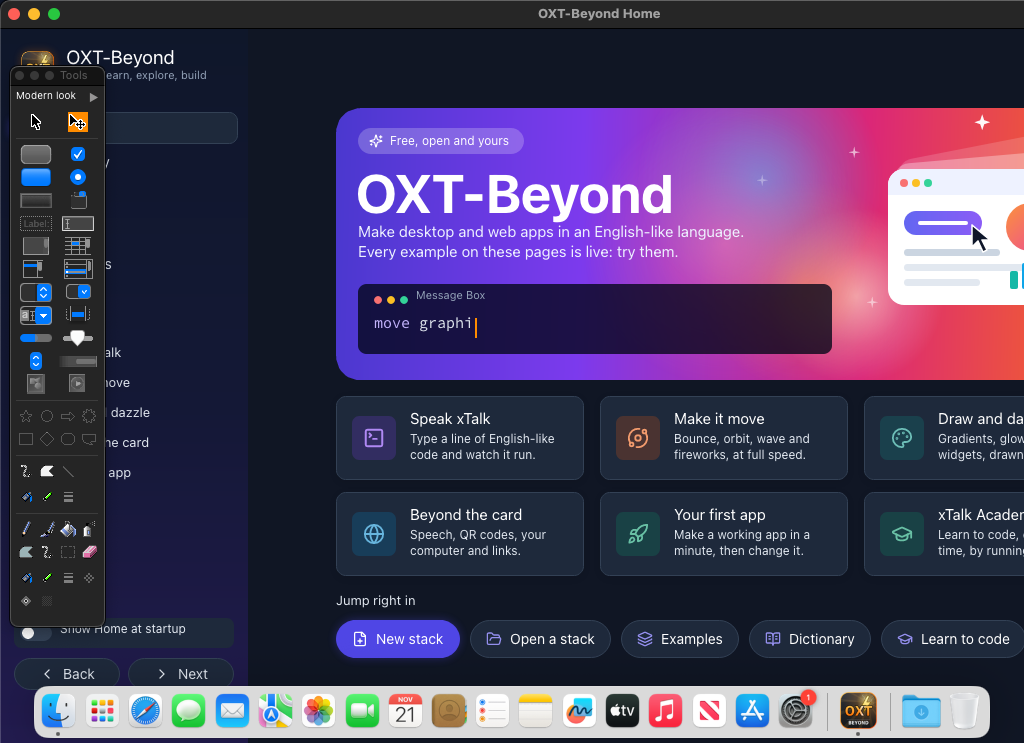 OXT-Beyond Home
OXT-Beyond
earn, explore, build
Tools
Modern look
Label:
alk
nove
dazzle
he card
app
Show Home at startup
Back
Next
Free, open and yours
OXT-Beyond
Make desktop and web apps in an English-like language.
Every example on these pages is live: try them.
Message Box
move graphi
Speak xTalk
Type a line of English-like
code and watch it run.
Make it move
Bounce, orbit, wave and
fireworks, at full speed.
Draw and da
Gradients, glow
widgets, drawn
Beyond the card
Speech, QR codes, your
computer and links.
Your first app
Make a working app in a
minute, then change it.
xTalk Acader
Learn to code, o
time, by running
Jump right in
New stack
Open a stack
Examples
Dictionary
Learn to code
NOV
21
tv
1
OXT
BEYOND